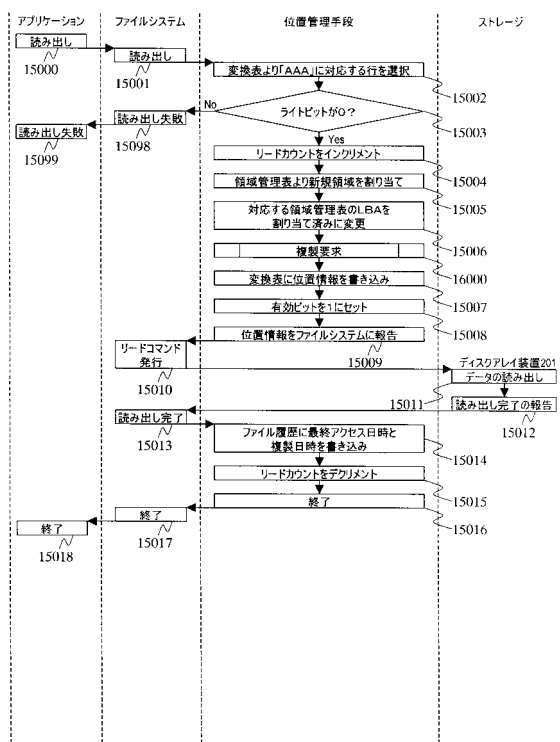 アプリケーション
ファイルシステム
位置管理手段
ストレージ
読み出し
15000
読み出し
15001
変換表より「AAA」に対応する行を選択
15002
ライトビットが0？
15003
No
Yes
読み出し失敗
15098
読み出し失敗
15099
リードカウントをインクリメント
15004
領域管理表より新規領域を割り当て
15005
対応する領域管理表のLBAを
割り当て済みに変更
15006
複製要求
16000
変換表に位置情報を書き込み
15007
有効ビットを1にセット
15008
位置情報をファイルシステムに報告
15009
リードコマンド
発行
15010
ディスクアレイ装置201
データの読み出し
15011
読み出し完了の報告
15012
読み出し完了
15013
ファイル履歴に最終アクセス日時と
複製日時を書き込み
15014
リードカウントをデクリメント
15015
終了
15016
終了
15017
終了
15018